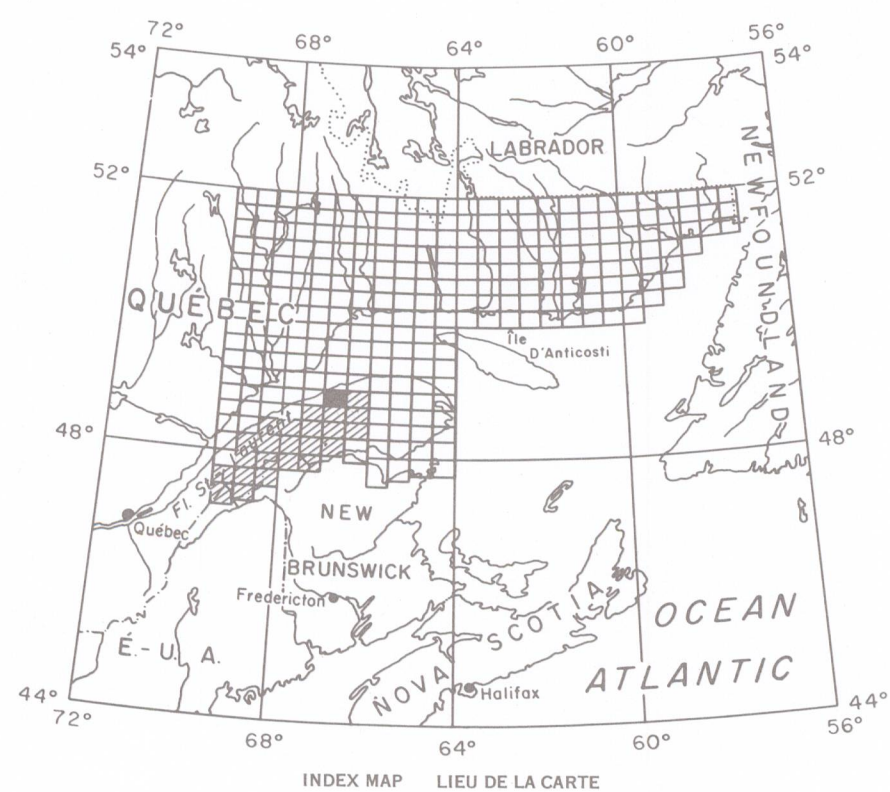 72° 68° 64° 60° 56°
54° 54°
LABRADOR
52° 52°
NEWFOUNDLAND
QUÉBEC
Île
D'Anticosti
48° 48°
Fl. St. Laurent
Québec
NEW
BRUNSWICK
Fredericton
É.-U. A.
NOVA SCOTIA
Halifax
OCEAN
ATLANTIC
44° 44°
72° 68° 64° 60° 56°
INDEX MAP LIEU DE LA CARTE